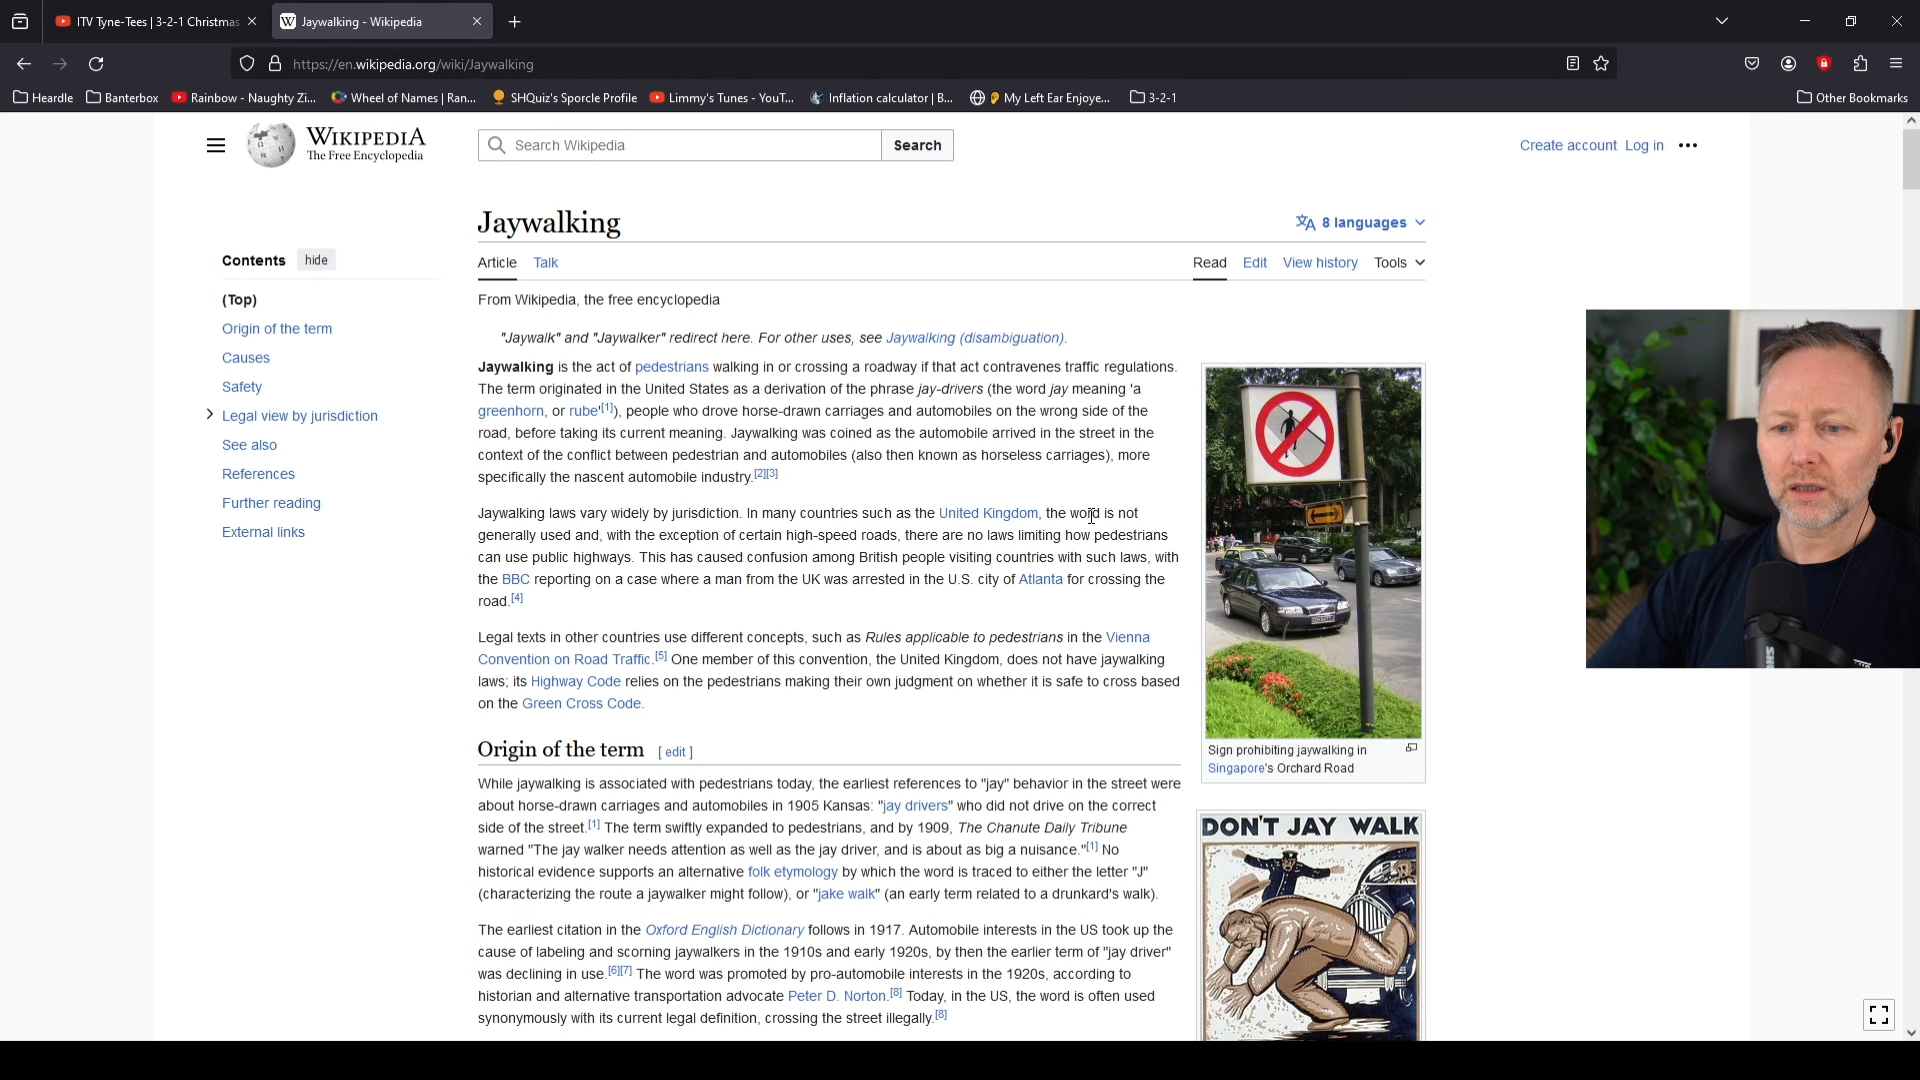 ITV Tyne-Tees | 3-2-1 Christmas
Jaywalking - Wikipedia
https://en.wikipedia.org/wiki/Jaywalking
Heardle
Banterbox
Rainbow - Naughty Zi...
Wheel of Names | Ran...
SHQuiz's Sporcle Profile
Limmy's Tunes - YouT...
Inflation calculator | B...
My Left Ear Enjoye...
3-2-1
Other Bookmarks
WIKIPEDIA
The Free Encyclopedia
Search Wikipedia
Search
Create account
Log in
Jaywalking
8 languages
Contents
hide
(Top)
Origin of the term
Causes
Safety
Legal view by jurisdiction
See also
References
Further reading
External links
Article
Talk
Read
Edit
View history
Tools
From Wikipedia, the free encyclopedia
"Jaywalk" and "Jaywalker" redirect here. For other uses, see Jaywalking (disambiguation).
Jaywalking is the act of pedestrians walking in or crossing a roadway if that act contravenes traffic regulations.
The term originated in the United States as a derivation of the phrase jay-drivers (the word jay meaning 'a
greenhorn, or rube'[1]), people who drove horse-drawn carriages and automobiles on the wrong side of the
road, before taking its current meaning. Jaywalking was coined as the automobile arrived in the street in the
context of the conflict between pedestrian and automobiles (also then known as horseless carriages), more
specifically the nascent automobile industry.[2][3]
Jaywalking laws vary widely by jurisdiction. In many countries such as the United Kingdom, the word is not
generally used and, with the exception of certain high-speed roads, there are no laws limiting how pedestrians
can use public highways. This has caused confusion among British people visiting countries with such laws, with
the BBC reporting on a case where a man from the UK was arrested in the U.S. city of Atlanta for crossing the
road.[4]
Legal texts in other countries use different concepts, such as Rules applicable to pedestrians in the Vienna
Convention on Road Traffic.[5] One member of this convention, the United Kingdom, does not have jaywalking
laws; its Highway Code relies on the pedestrians making their own judgment on whether it is safe to cross based
on the Green Cross Code.
Origin of the term [ edit ]
While jaywalking is associated with pedestrians today, the earliest references to "jay" behavior in the street were
about horse-drawn carriages and automobiles in 1905 Kansas: "jay drivers" who did not drive on the correct
side of the street.[1] The term swiftly expanded to pedestrians, and by 1909, The Chanute Daily Tribune
warned "The jay walker needs attention as well as the jay driver, and is about as big a nuisance."[1] No
historical evidence supports an alternative folk etymology by which the word is traced to either the letter "J"
(characterizing the route a jaywalker might follow), or "jake walk" (an early term related to a drunkard's walk).
The earliest citation in the Oxford English Dictionary follows in 1917. Automobile interests in the US took up the
cause of labeling and scorning jaywalkers in the 1910s and early 1920s, by then the earlier term of "jay driver"
was declining in use.[6][7] The word was promoted by pro-automobile interests in the 1920s, according to
historian and alternative transportation advocate Peter D. Norton.[8] Today, in the US, the word is often used
synonymously with its current legal definition, crossing the street illegally.[8]
Sign prohibiting jaywalking in
Singapore's Orchard Road
DON'T JAY WALK